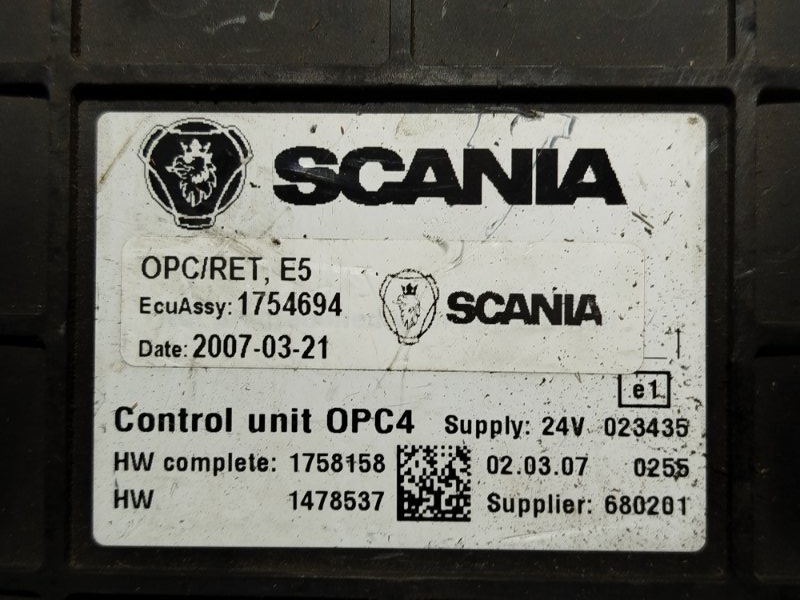 SCANIA
OPC/RET, E5
EcuAssy: 1754694
SCANIA
Date: 2007-03-21
e1
Control unit OPC4 Supply: 24V 023435
HW complete: 1758158 02.03.07 0255
HW 1478537 Supplier: 680201